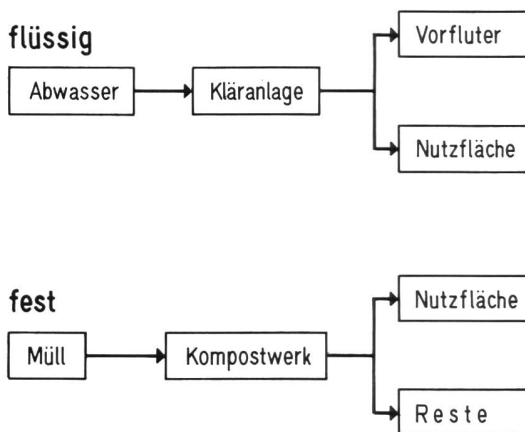 flüssig
Abwasser
Kläranlage
Vorfluter
Nutzfläche
fest
Müll
Kompostwerk
Nutzfläche
Reste